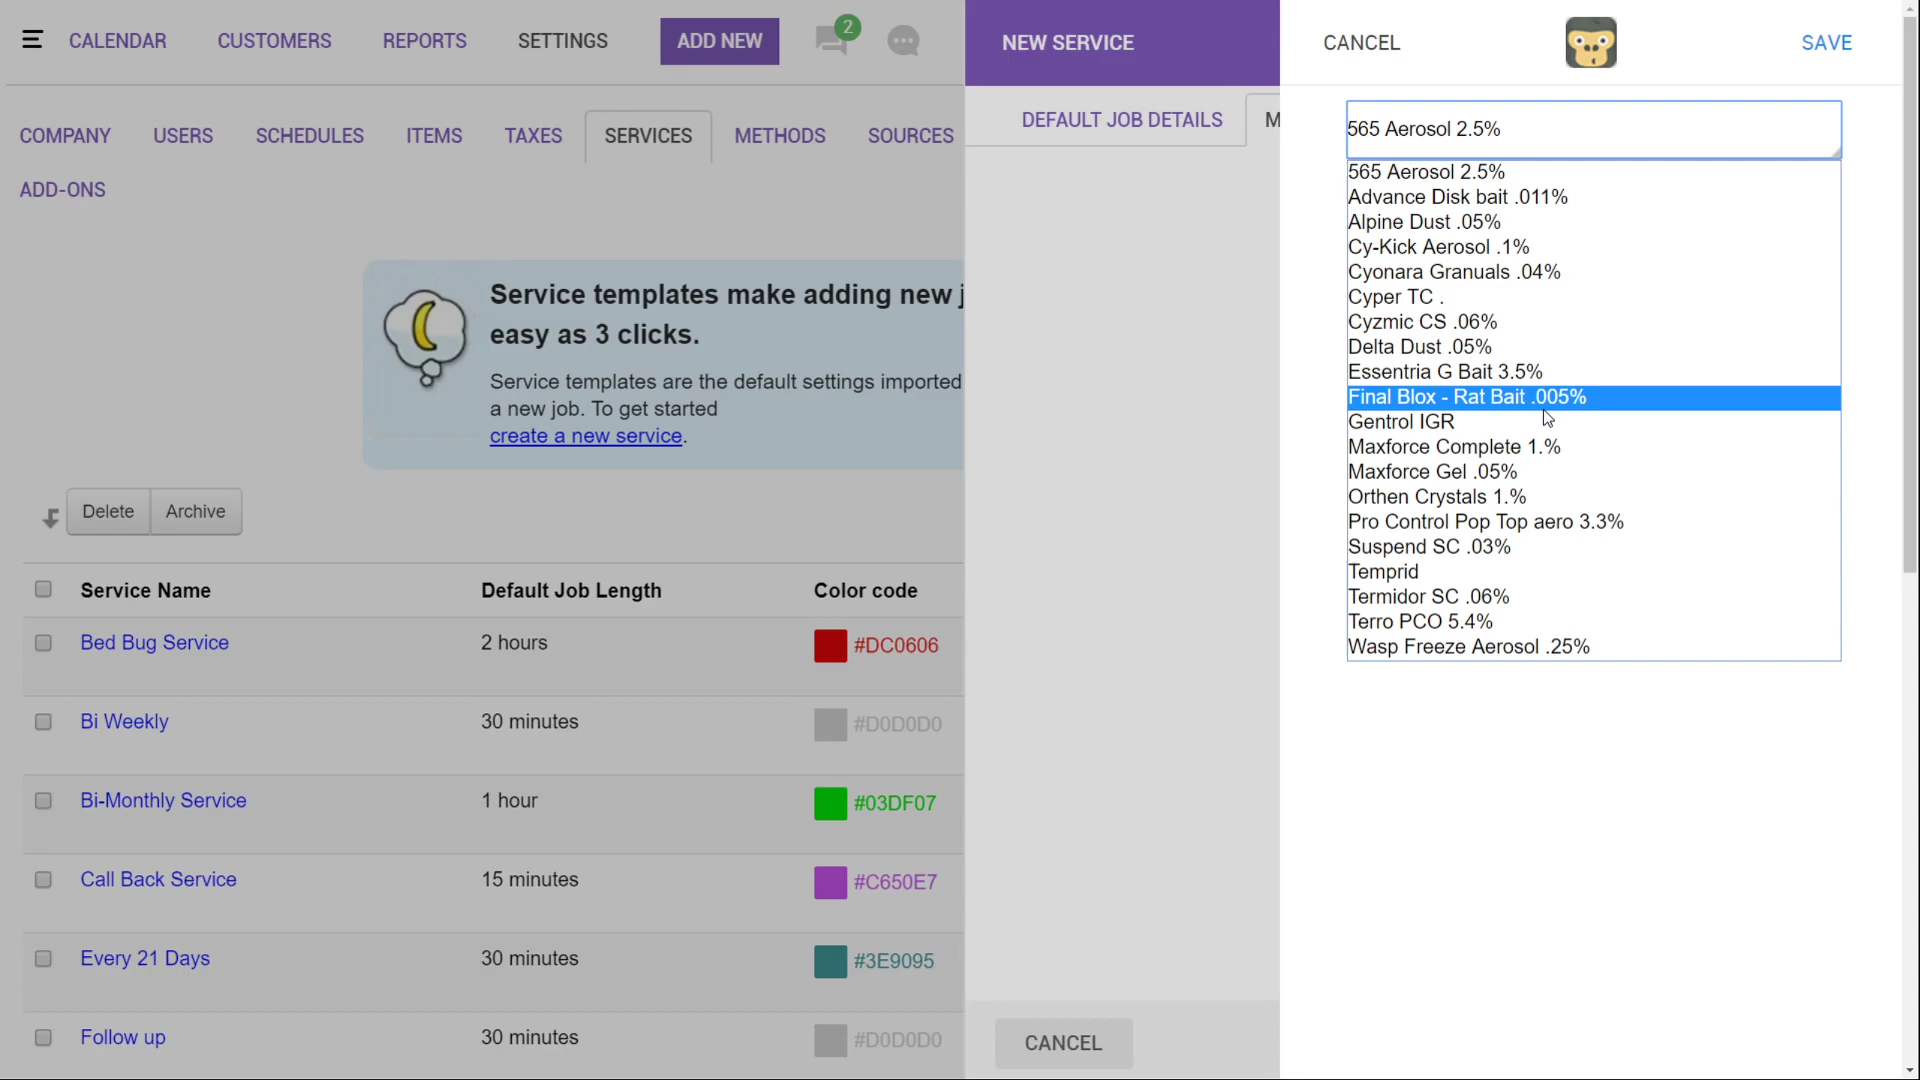 CALENDAR
CUSTOMERS
REPORTS
SETTINGS
ADD NEW
2
NEW SERVICE
CANCEL
SAVE
COMPANY
USERS
SCHEDULES
ITEMS
TAXES
SERVICES
METHODS
SOURCES
ADD-ONS
DEFAULT JOB DETAILS
M
Service templates make adding new j
easy as 3 clicks.
Service templates are the default settings imported
a new job. To get started
create a new service.
Delete
Archive
Service Name
Default Job Length
Color code
Bed Bug Service
2 hours
#DC0606
Bi Weekly
30 minutes
#D0D0D0
Bi-Monthly Service
1 hour
#03DF07
Call Back Service
15 minutes
#C650E7
Every 21 Days
30 minutes
#3E9095
Follow up
30 minutes
#D0D0D0
CANCEL
565 Aerosol 2.5%
565 Aerosol 2.5%
Advance Disk bait .011%
Alpine Dust .05%
Cy-Kick Aerosol .1%
Cyonara Granuals .04%
Cyper TC .
Cyzmic CS .06%
Delta Dust .05%
Essentria G Bait 3.5%
Final Blox - Rat Bait .005%
Gentrol IGR
Maxforce Complete 1.%
Maxforce Gel .05%
Orthen Crystals 1.%
Pro Control Pop Top aero 3.3%
Suspend SC .03%
Temprid
Termidor SC .06%
Terro PCO 5.4%
Wasp Freeze Aerosol .25%